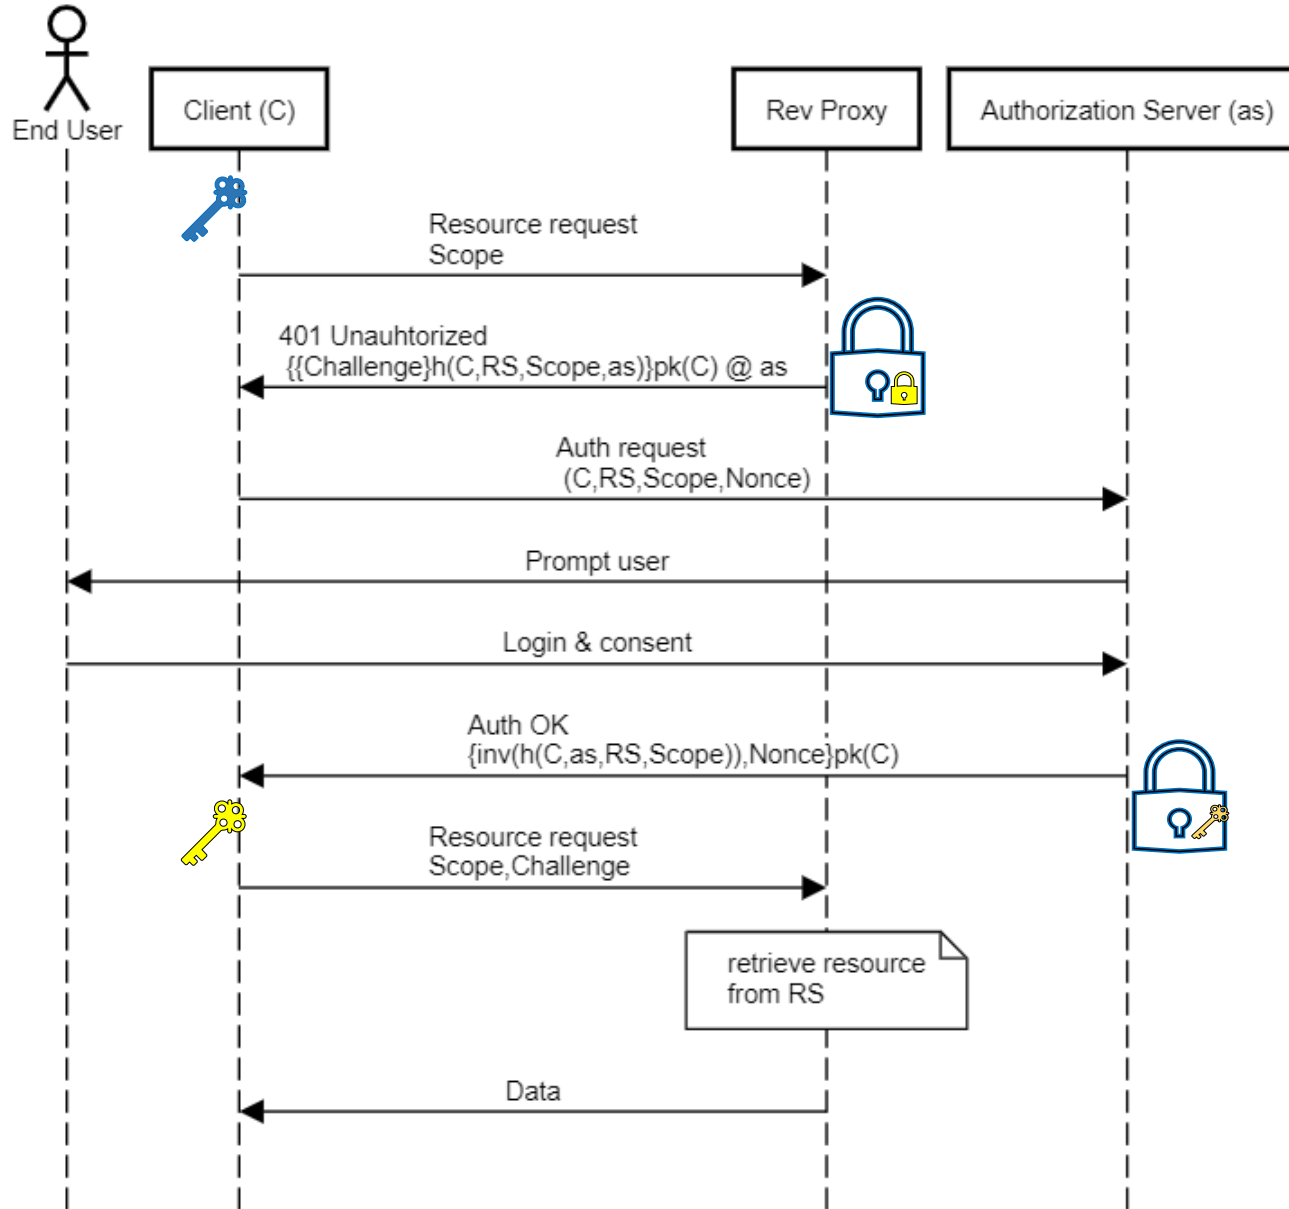 End User
Client (C)
Rev Proxy
Authorization Server (as)
Resource request
Scope
401 Unauhtorized
{{Challenge}h(C,RS,Scope,as)}pk(C) @ as
Auth request
(C,RS,Scope,Nonce)
Prompt user
Login & consent
Auth OK
{inv(h(C,as,RS,Scope)),Nonce}pk(C)
Resource request
Scope,Challenge
retrieve resource
from RS
Data